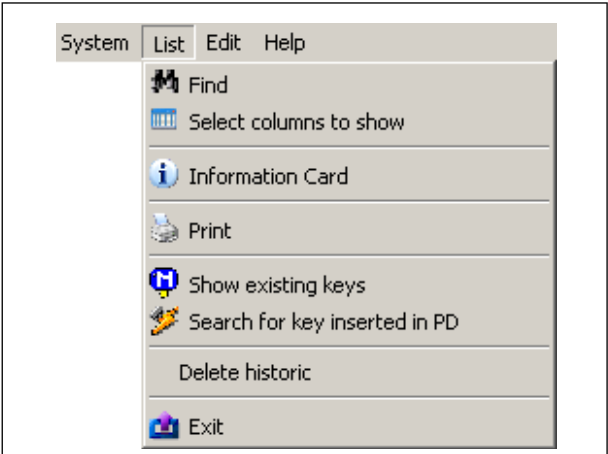 System List Edit Help
Find
Select columns to show
Information Card
Print
Show existing keys
Search for key inserted in PD
Delete historic
Exit